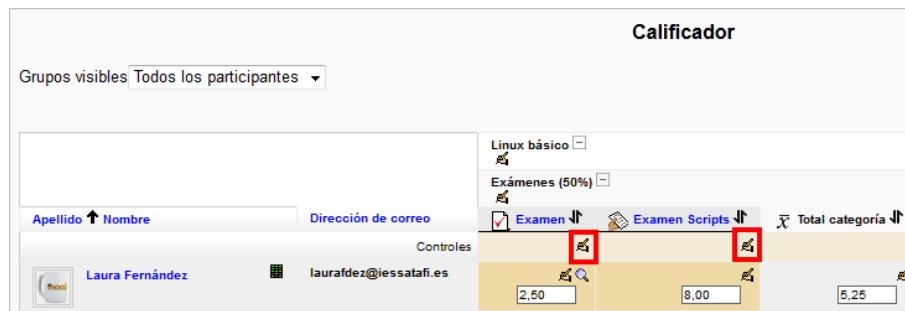 Calificador
Grupos visibles Todos los participantes
Linux básico
Exámenes (50%)
Apellido Nombre Dirección de correo Examen Examen Scripts x̄ Total categoría
Controles
Laura Fernández laurafdez@iessatafi.es
2,50 8,00 5,25